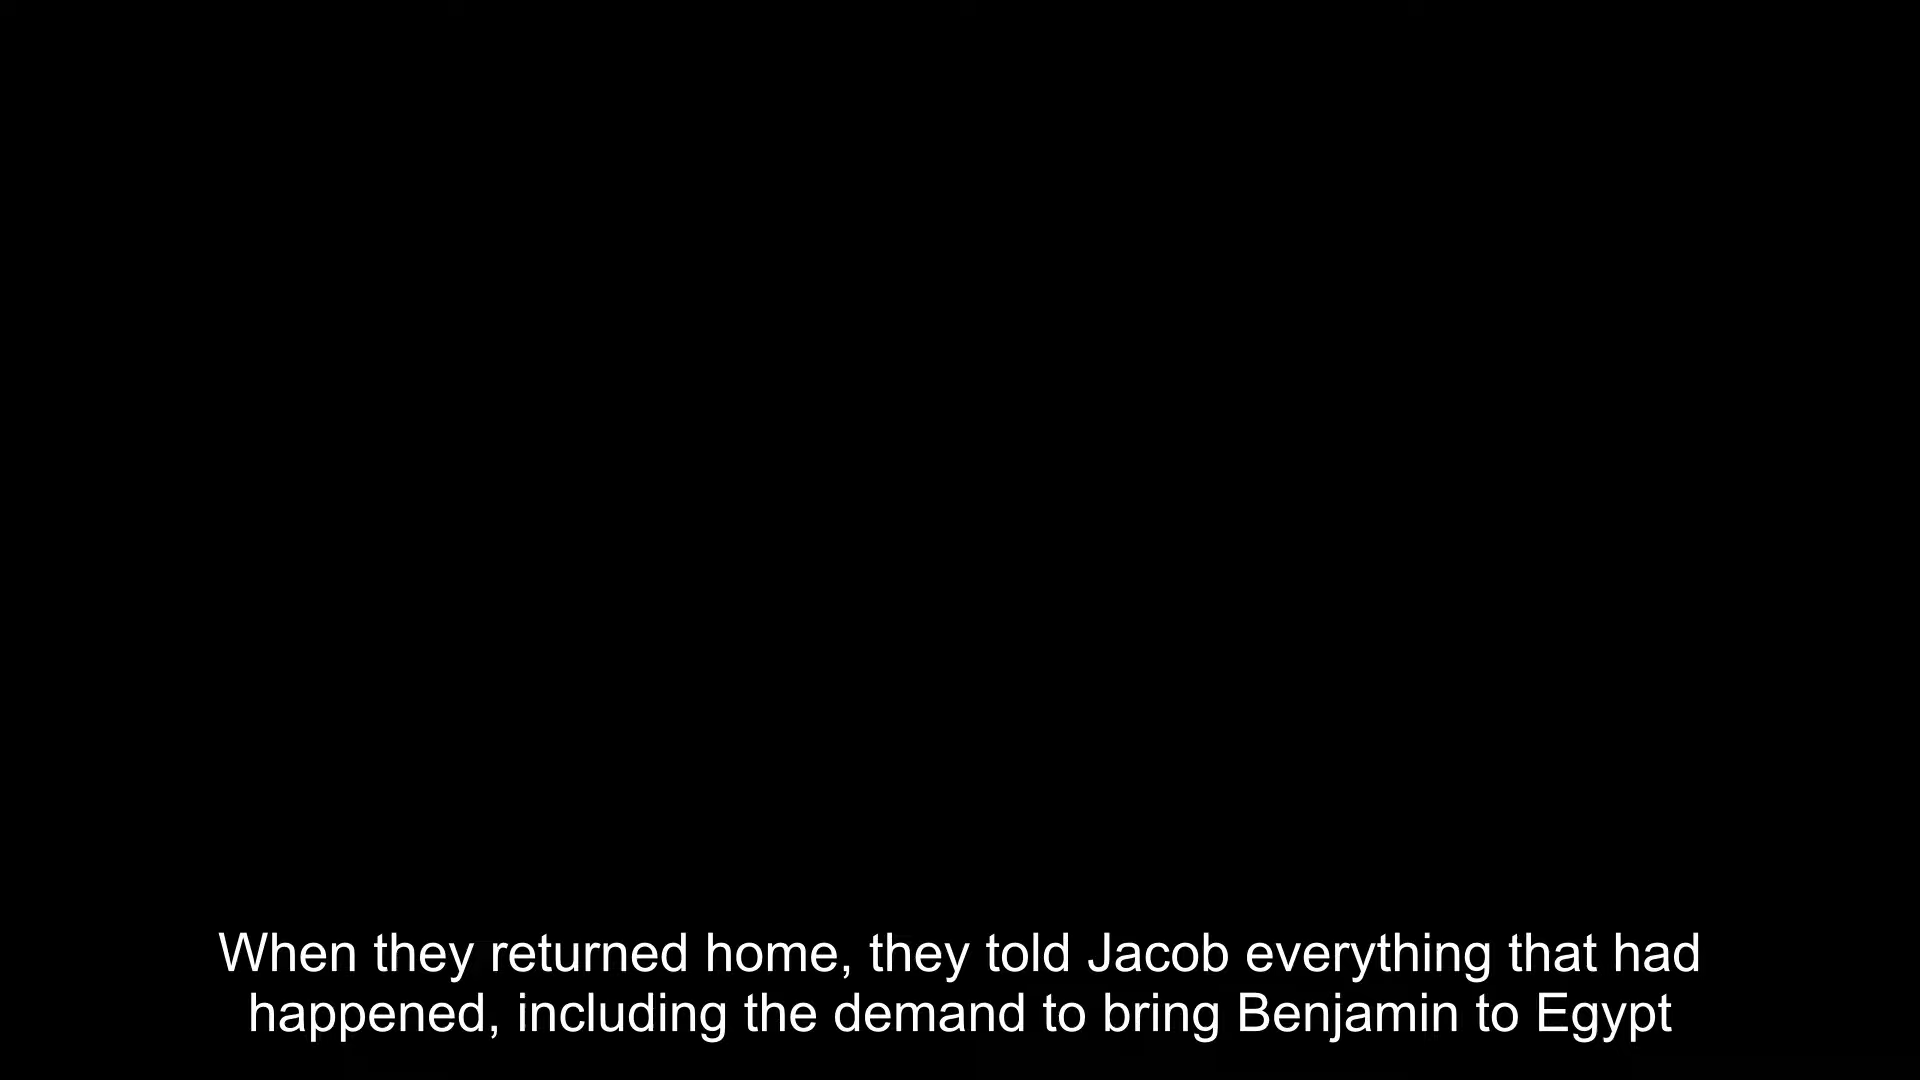 When they returned home, they told Jacob everything that had
happened, including the demand to bring Benjamin to Egypt